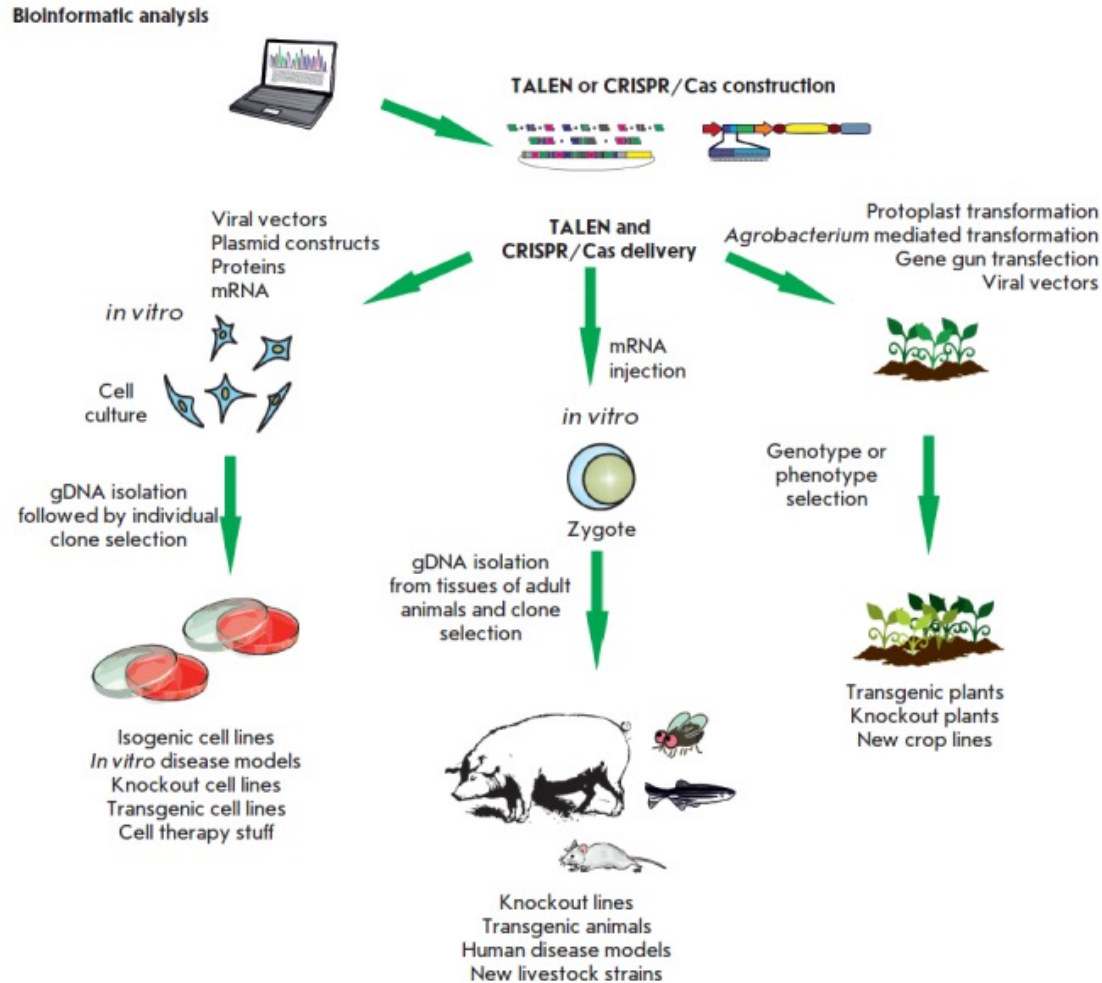 Bioinformatic analysis
TALEN or CRISPR/Cas construction
Viral vectors
Plasmid constructs
Proteins
mRNA
in vitro
Cell
culture
TALEN and
CRISPR/Cas delivery
Protoplast transformation
Agrobacterium mediated transformation
Gene gun transfection
Viral vectors
mRNA
injection
in vitro
Zygote
gDNA isolation
followed by individual
clone selection
gDNA isolation
from tissues of adult
animals and clone
selection
Genotype or
phenotype
selection
Isogenic cell lines
In vitro disease models
Knockout cell lines
Transgenic cell lines
Cell therapy stuff
Knockout lines
Transgenic animals
Human disease models
New livestock strains
Transgenic plants
Knockout plants
New crop lines